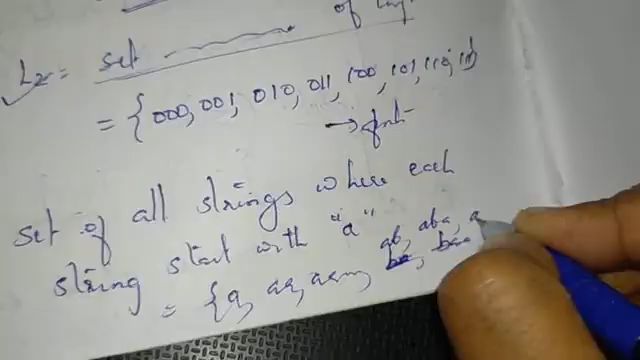 L2 = set of
= {000, 001, 010, 011, 100, 101, 110, 111}
→ finite
set of all strings where each
string start with "a"
ab, aba, a
= {a, aa, aaa,